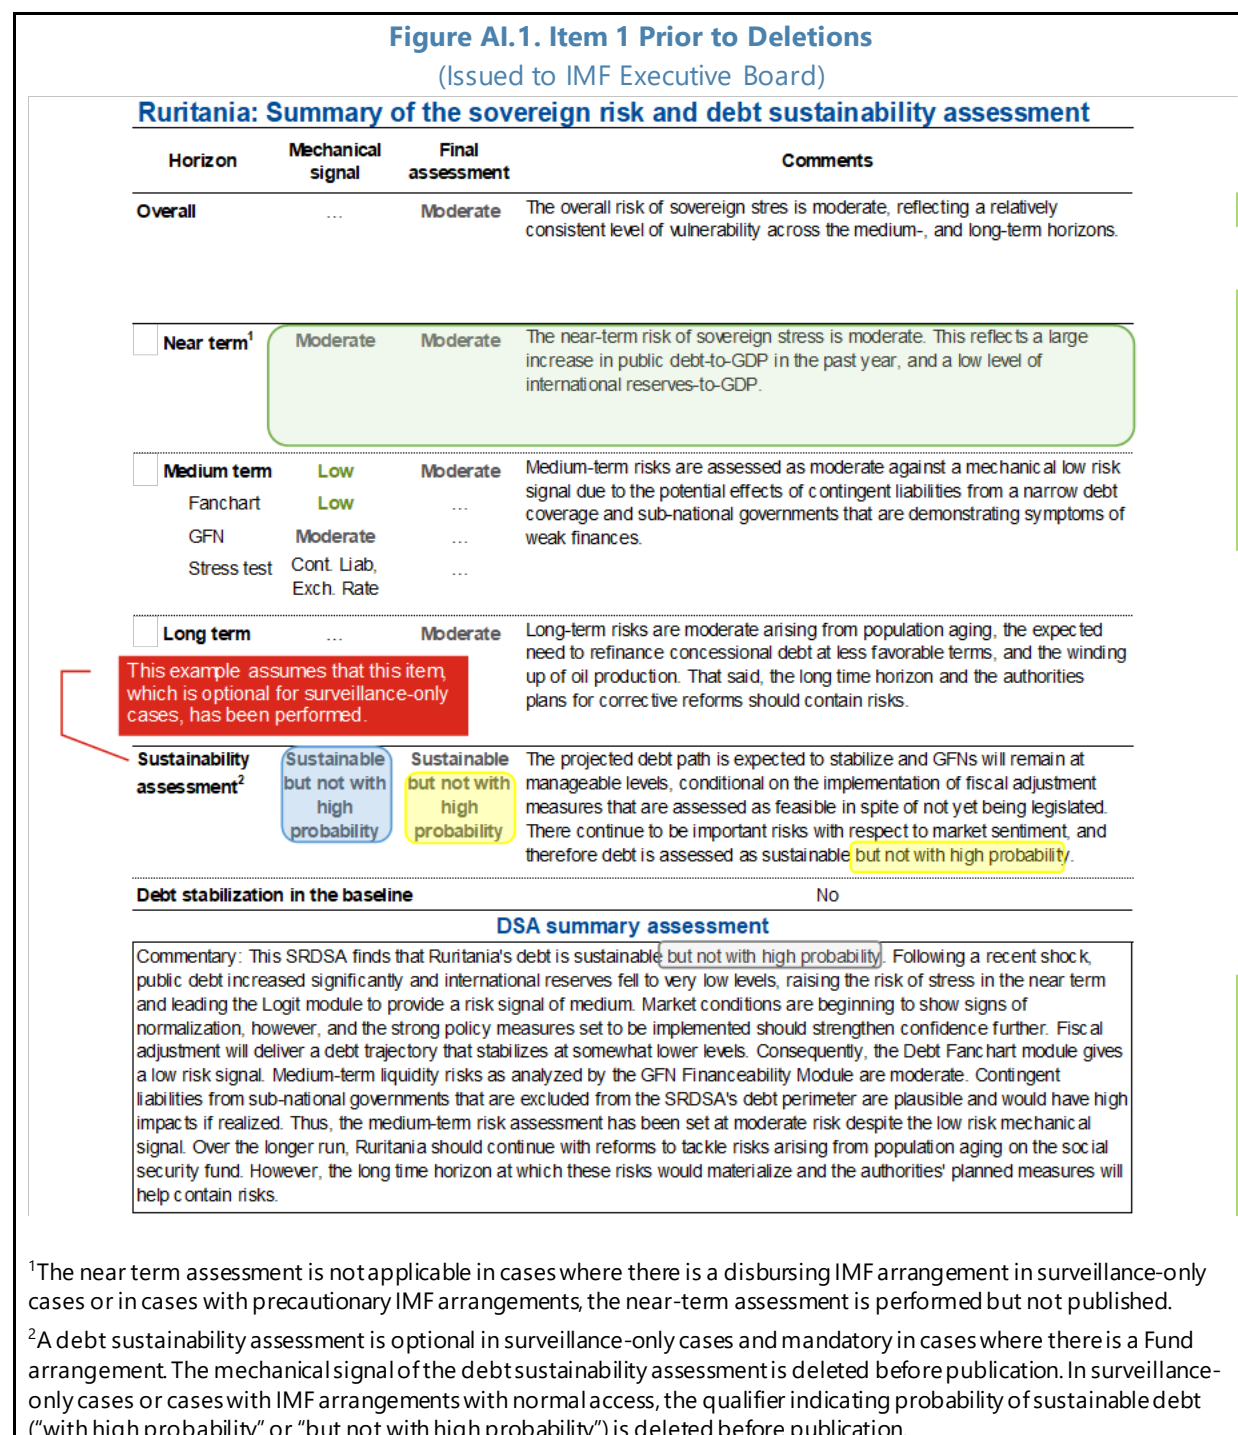 Figure AI.1. Item 1 Prior to Deletions
(Issued to IMF Executive Board)
Ruritania: Summary of the sovereign risk and debt sustainability assessment
Horizon Mechanical signal Final assessment Comments
Overall ... Moderate The overall risk of sovereign stres is moderate, reflecting a relatively
consistent level of vulnerability across the medium-, and long-term horizons.
Near term¹ Moderate Moderate The near-term risk of sovereign stress is moderate. This reflects a large
increase in public debt-to-GDP in the past year, and a low level of
international reserves-to-GDP.
Medium term Low Moderate Medium-term risks are assessed as moderate against a mechanical low risk
signal due to the potential effects of contingent liabilities from a narrow debt
Fanchart Low ... coverage and sub-national governments that are demonstrating symptoms of
GFN Moderate ... weak finances.
Stress test Cont. Liab, ...
Exch. Rate
Long term ... Moderate Long-term risks are moderate arising from population aging, the expected
need to refinance concessional debt at less favorable terms, and the winding
up of oil production. That said, the long time horizon and the authorities
plans for corrective reforms should contain risks.
This example assumes that this item,
which is optional for surveillance-only
cases, has been performed.
Sustainability Sustainable Sustainable The projected debt path is expected to stabilize and GFNs will remain at
assessment² but not with but not with manageable levels, conditional on the implementation of fiscal adjustment
high high measures that are assessed as feasible in spite of not yet being legislated.
probability probability There continue to be important risks with respect to market sentiment, and
therefore debt is assessed as sustainable but not with high probability.
Debt stabilization in the baseline No
DSA summary assessment
Commentary: This SRDSA finds that Ruritania's debt is sustainable but not with high probability. Following a recent shock,
public debt increased significantly and international reserves fell to very low levels, raising the risk of stress in the near term
and leading the Logit module to provide a risk signal of medium. Market conditions are beginning to show signs of
normalization, however, and the strong policy measures set to be implemented should strengthen confidence further. Fiscal
adjustment will deliver a debt trajectory that stabilizes at somewhat lower levels. Consequently, the Debt Fanchart module gives
a low risk signal. Medium-term liquidity risks as analyzed by the GFN Financeability Module are moderate. Contingent
liabilities from sub-national governments that are excluded from the SRDSA's debt perimeter are plausible and would have high
impacts if realized. Thus, the medium-term risk assessment has been set at moderate risk despite the low risk mechanical
signal. Over the longer run, Ruritania should continue with reforms to tackle risks arising from population aging on the social
security fund. However, the long time horizon at which these risks would materialize and the authorities' planned measures will
help contain risks.
¹The near term assessment is not applicable in cases where there is a disbursing IMF arrangement in surveillance-only
cases or in cases with precautionary IMF arrangements, the near-term assessment is performed but not published.
²A debt sustainability assessment is optional in surveillance-only cases and mandatory in cases where there is a Fund
arrangement. The mechanical signal of the debt sustainability assessment is deleted before publication. In surveillance-
only cases or cases with IMF arrangements with normal access, the qualifier indicating probability of sustainable debt
("with high probability" or "but not with high probability") is deleted before publication.